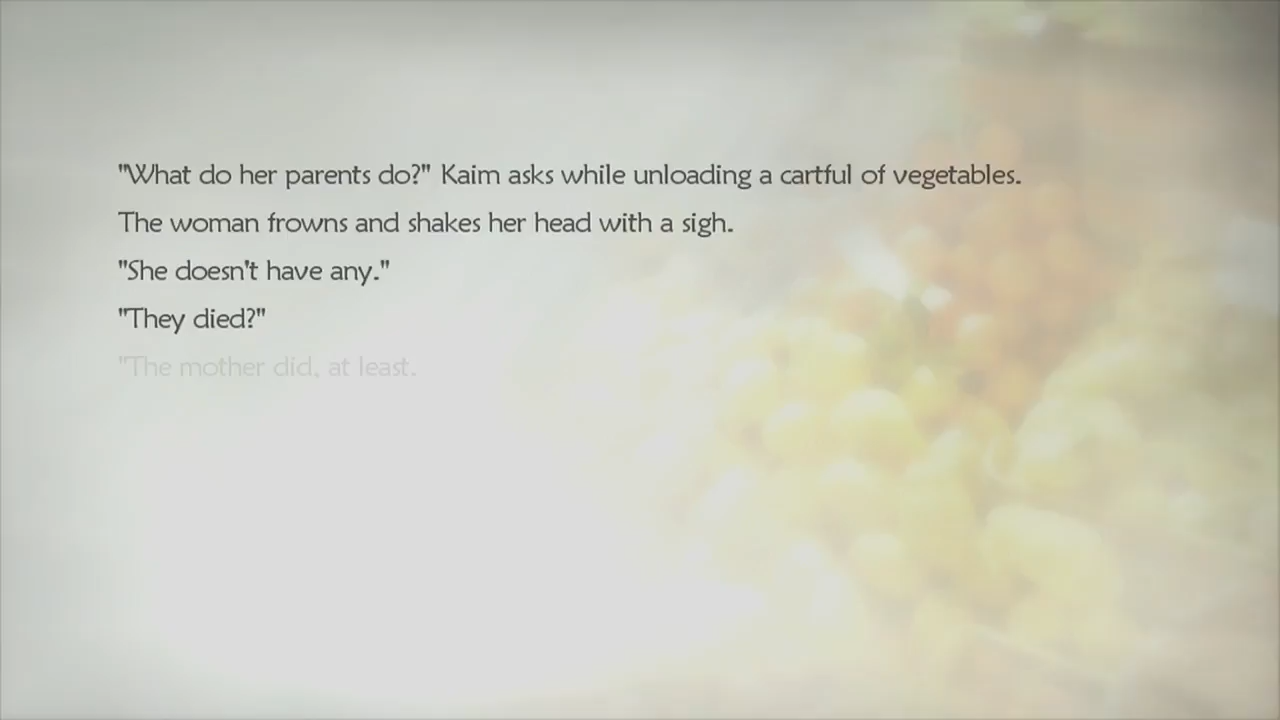 "What do her parents do?" Kaim asks while unloading a cartful of vegetables.
The woman frowns and shakes her head with a sigh.
"She doesn't have any."
"They died?"
"The mother did, at least.